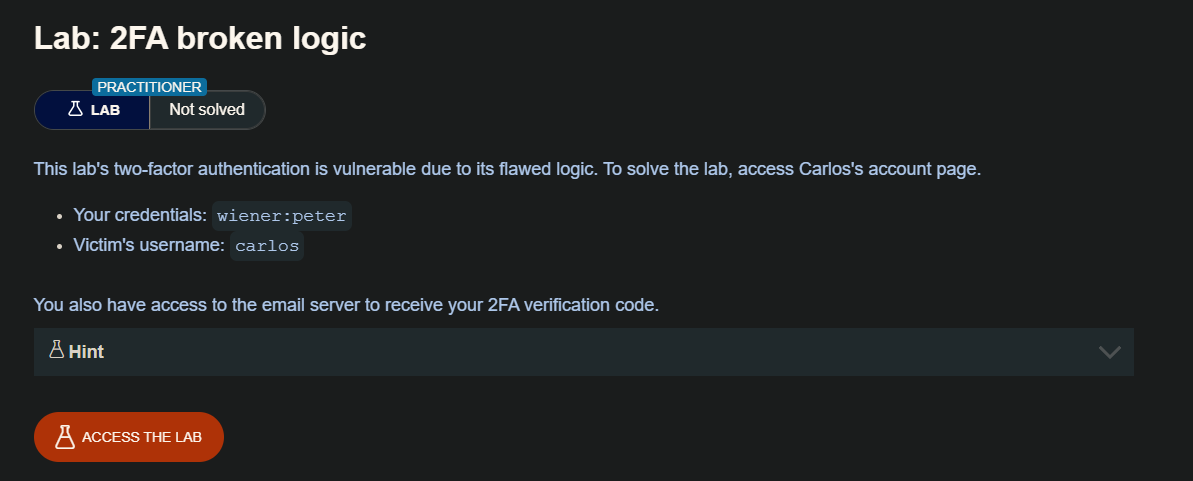 Lab: 2FA broken logic
PRACTITIONER
LAB
Not solved
This lab's two-factor authentication is vulnerable due to its flawed logic. To solve the lab, access Carlos's account page.
• Your credentials: wiener:peter
• Victim's username: carlos
You also have access to the email server to receive your 2FA verification code.
Hint
ACCESS THE LAB